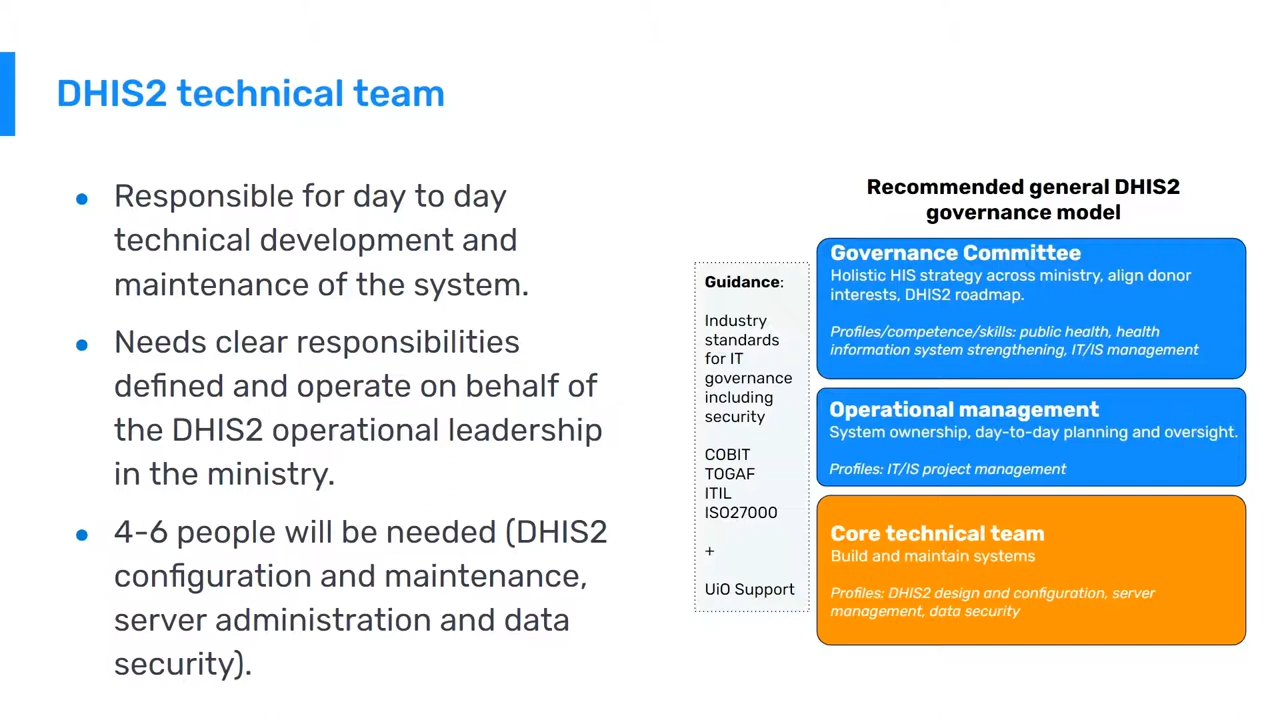 DHIS2 technical team
● Responsible for day to day
technical development and
maintenance of the system.
● Needs clear responsibilities
defined and operate on behalf of
the DHIS2 operational leadership
in the ministry.
● 4-6 people will be needed (DHIS2
configuration and maintenance,
server administration and data
security).
Recommended general DHIS2
governance model
Guidance:
Industry
standards
for IT
governance
including
security
COBIT
TOGAF
ITIL
ISO27000
+
UiO Support
Governance Committee
Holistic HIS strategy across ministry, align donor
interests, DHIS2 roadmap.
Profiles/competence/skills: public health, health
information system strengthening, IT/IS management
Operational management
System ownership, day-to-day planning and oversight.
Profiles: IT/IS project management
Core technical team
Build and maintain systems
Profiles: DHIS2 design and configuration, server
management, data security